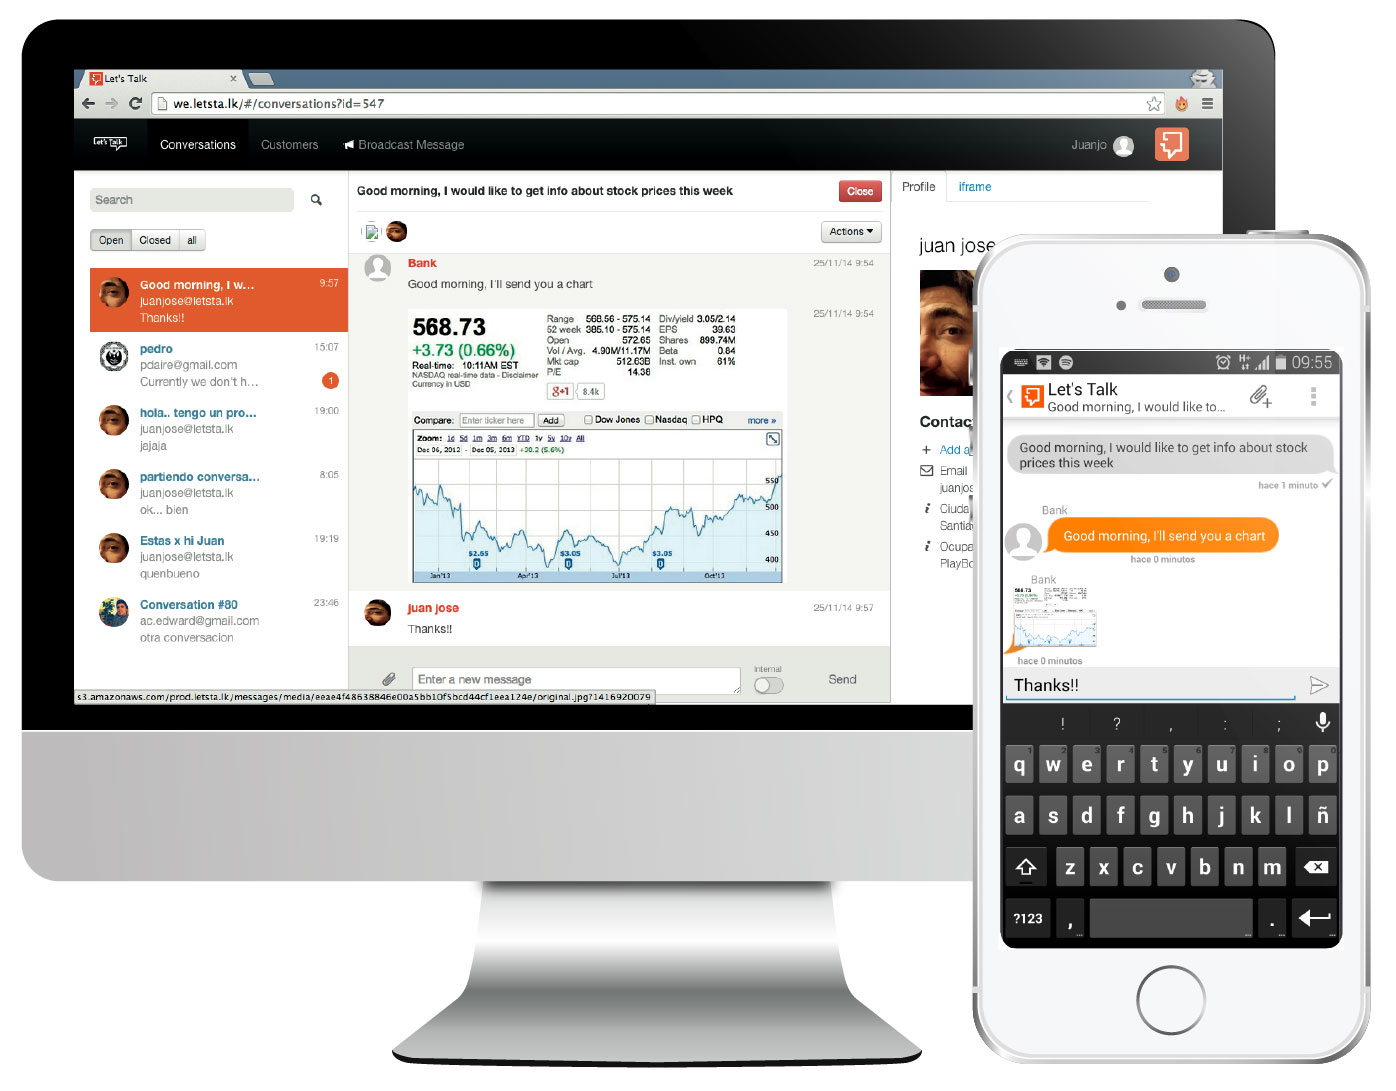 Let's Talk
we.letsta.lk/#/conversations?id=547
Let's Talk
Conversations
Customers
Broadcast Message
Juanjo
Search
Open
Closed
all
Good morning, I w...
9:57
juanjose@letsta.lk
Thanks!!
pedro
15:07
pdaire@gmail.com
Currently we don't h...
1
hola.. tengo un pro...
19:00
juanjose@letsta.lk
jajaja
partiendo conversa...
8:05
juanjose@letsta.lk
ok... bien
Estas x hi Juan
19:19
juanjose@letsta.lk
quenbueno
Conversation #80
23:46
ac.edward@gmail.com
otra conversacion
Good morning, I would like to get info about stock prices this week
Close
Actions
Bank
25/11/14 9:54
Good morning, I'll send you a chart
25/11/14 9:54
568.73
+3.73 (0.66%)
Real-time: 10:11AM EST
NASDAQ real-time data - Disclaimer
Currency in USD
Range 568.56 - 575.14
52 week 385.10 - 575.14
Open 572.65
Vol / Avg. 4.90M/11.17M
Mkt cap 512.63B
P/E 14.38
Div/yield 3.05/2.14
EPS 39.63
Shares 899.74M
Beta 0.84
Inst. own 61%
g+1 8.4k
Compare: Enter ticker here Add Dow Jones Nasdaq HPQ more »
Zoom: 1d 5d 1m 3m 6m YTD 1y 5y 10y All
Dec 06, 2012 - Dec 05, 2013 +30.2 (5.6%)
550
500
450
400
$2.65
D
$3.05
D
$3.05
D
Jan'13
Apr'13
Jul'13
Oct'13
juan jose
25/11/14 9:57
Thanks!!
Enter a new message
Internal
Send
s3.amazonaws.com/prod.letsta.lk/messages/media/eeae4f48638846e00a5bb10f5bcd44cf1eea124e/original.jpg?1416920079
Profile
iframe
juan jose
Contac
Add a
Email
juanjos
Ciuda
Santia
Ocupa
PlayBo
H+
09:55
Let's Talk
Good morning, I would like to...
Good morning, I would like to get info about stock
prices this week
hace 1 minuto
Bank
Good morning, I'll send you a chart
hace 0 minutos
Bank
568.73
hace 0 minutos
Thanks!!
! ? , : ;
1 2 3 4 5 6 7 8 9 0
q w e r t y u i o p
a s d f g h j k l ñ
z x c v b n m
?123 , .